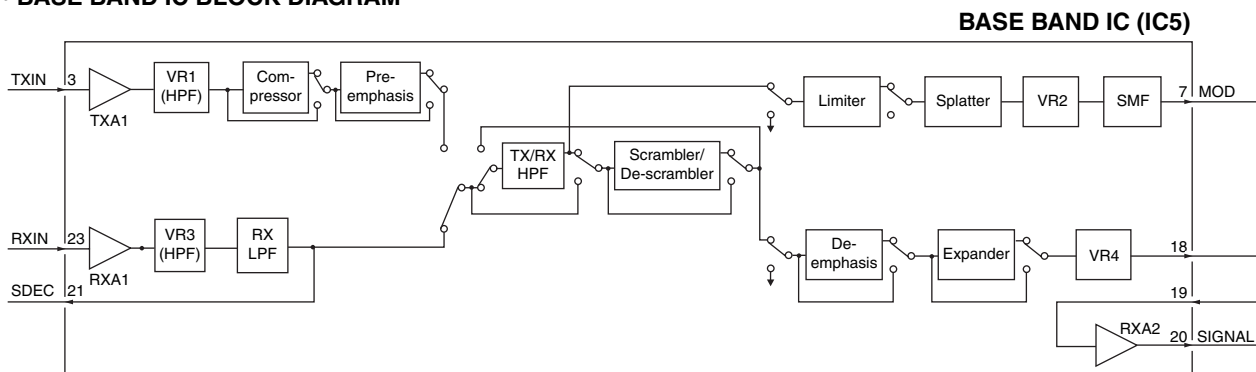 • BASE BAND IC BLOCK DIAGRAM
BASE BAND IC (IC5)
TXIN 3
TXA1
VR1
(HPF)
Com-
pressor
Pre-
emphasis
Limiter
Splatter
VR2
SMF
7 MOD
TX/RX
HPF
Scrambler/
De-scrambler
RXIN 23
RXA1
VR3
(HPF)
RX
LPF
De-
emphasis
Expander
VR4
18
SDEC 21
19
RXA2
20 SIGNAL